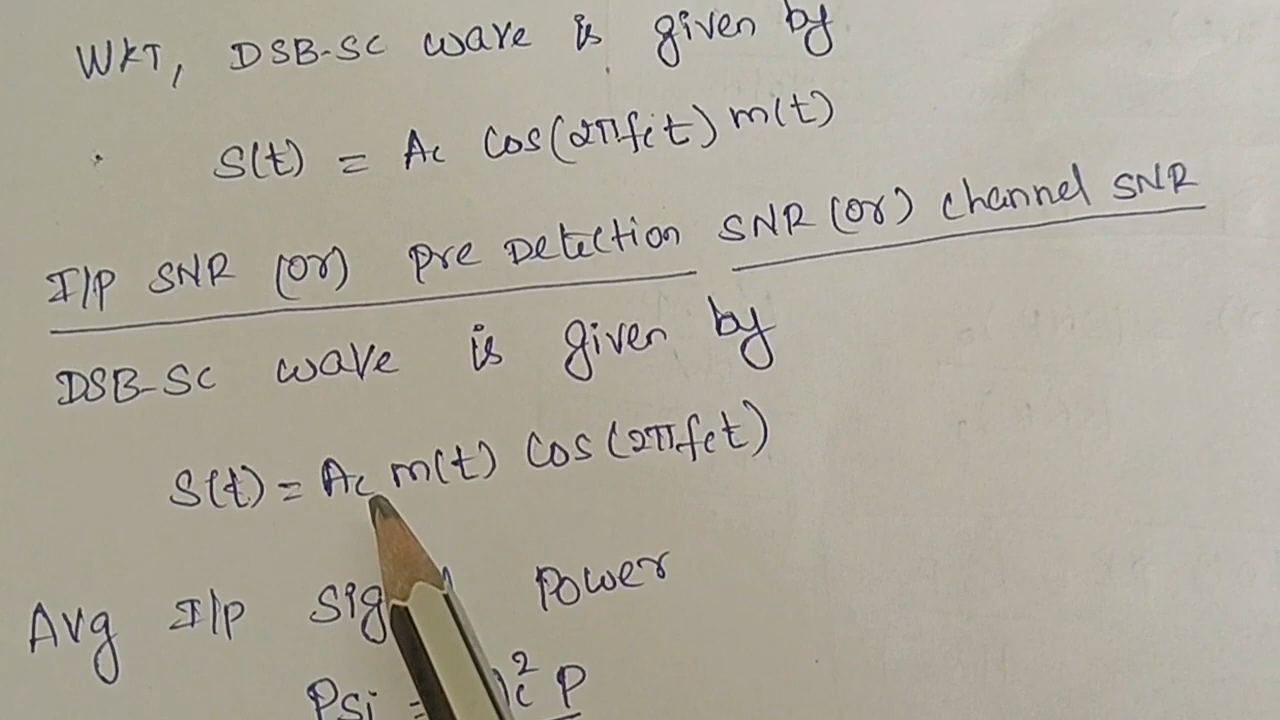 WKT, DSB-SC wave is given by
S(t) = Ac Cos(2πfct) m(t)
I/P SNR (or) Pre Detection SNR (or) Channel SNR
DSB-SC wave is given by
S(t) = Ac m(t) Cos(2πfct)
Avg I/p Power
Psi = c² P